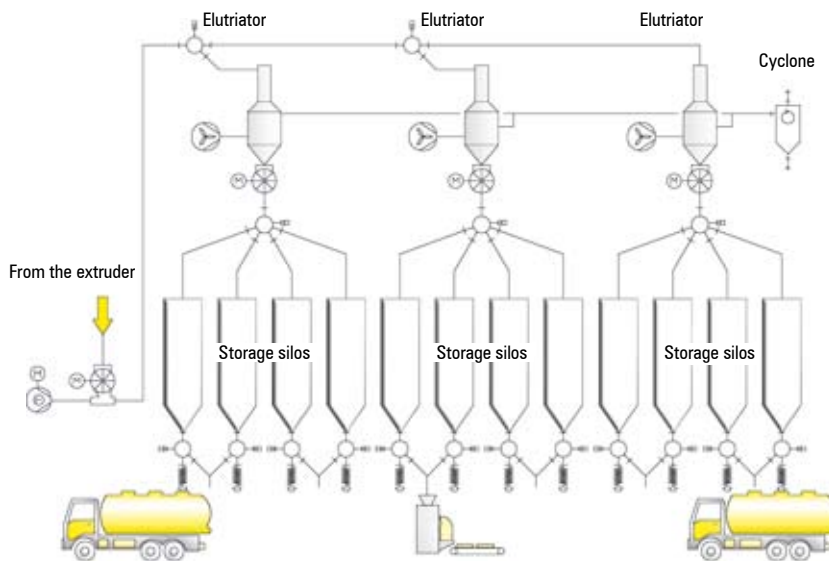 Elutriator
Elutriator
Elutriator
Cyclone
From the extruder
Storage silos
Storage silos
Storage silos
M
M
M
M
M